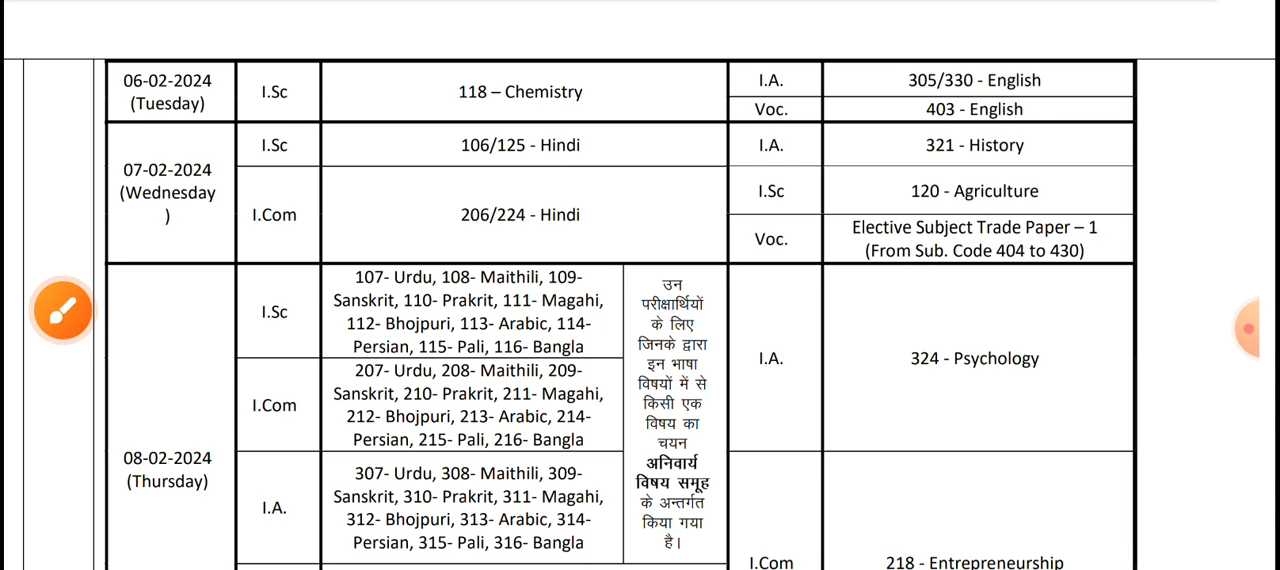 06-02-2024
(Tuesday)
I.Sc
118 – Chemistry
I.A.
305/330 - English
Voc.
403 - English
07-02-2024
(Wednesday
)
I.Sc
106/125 - Hindi
I.A.
321 - History
I.Com
206/224 - Hindi
I.Sc
120 - Agriculture
Voc.
Elective Subject Trade Paper – 1
(From Sub. Code 404 to 430)
08-02-2024
(Thursday)
I.Sc
107- Urdu, 108- Maithili, 109-
Sanskrit, 110- Prakrit, 111- Magahi,
112- Bhojpuri, 113- Arabic, 114-
Persian, 115- Pali, 116- Bangla
I.Com
207- Urdu, 208- Maithili, 209-
Sanskrit, 210- Prakrit, 211- Magahi,
212- Bhojpuri, 213- Arabic, 214-
Persian, 215- Pali, 216- Bangla
I.A.
307- Urdu, 308- Maithili, 309-
Sanskrit, 310- Prakrit, 311- Magahi,
312- Bhojpuri, 313- Arabic, 314-
Persian, 315- Pali, 316- Bangla
उन
परीक्षार्थियों
के लिए
जिनके द्वारा
इन भाषा
विषयों में से
किसी एक
विषय का
चयन
अनिवार्य
विषय समूह
के अन्तर्गत
किया गया
है।
I.A.
324 - Psychology
I.Com
218 - Entrepreneurship